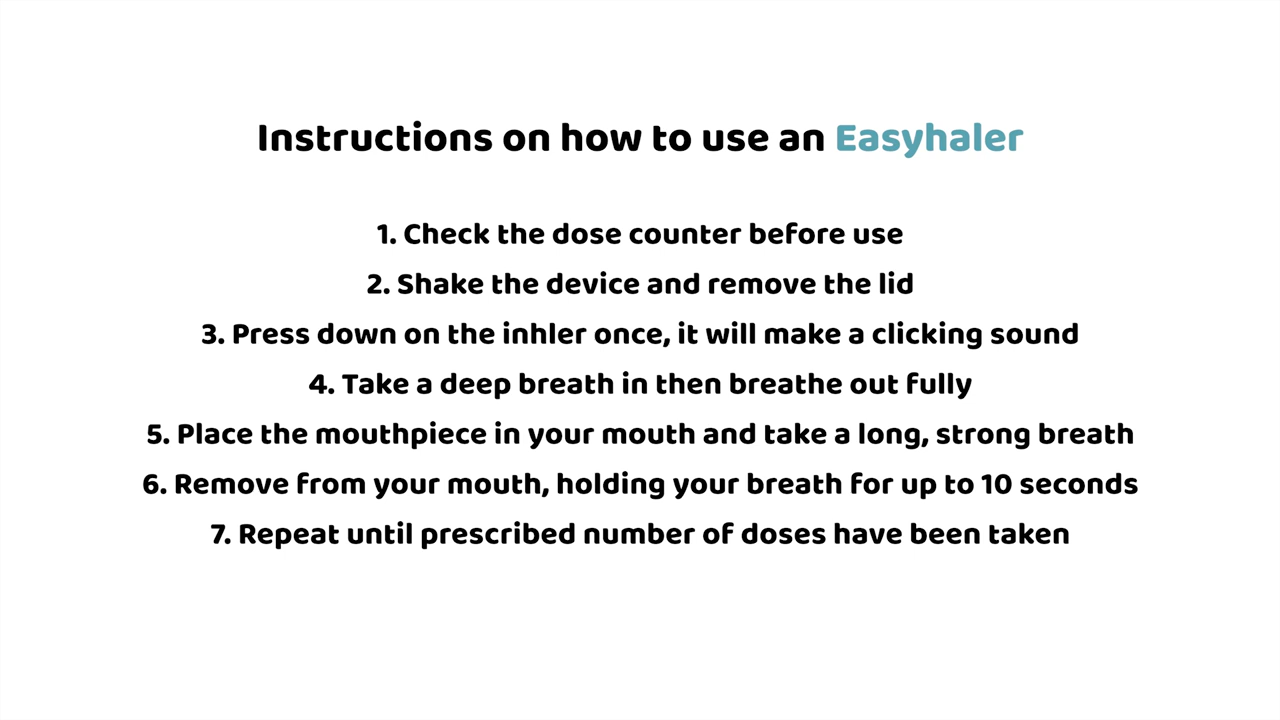 Instructions on how to use an Easyhaler
1. Check the dose counter before use
2. Shake the device and remove the lid
3. Press down on the inhler once, it will make a clicking sound
4. Take a deep breath in then breathe out fully
5. Place the mouthpiece in your mouth and take a long, strong breath
6. Remove from your mouth, holding your breath for up to 10 seconds
7. Repeat until prescribed number of doses have been taken